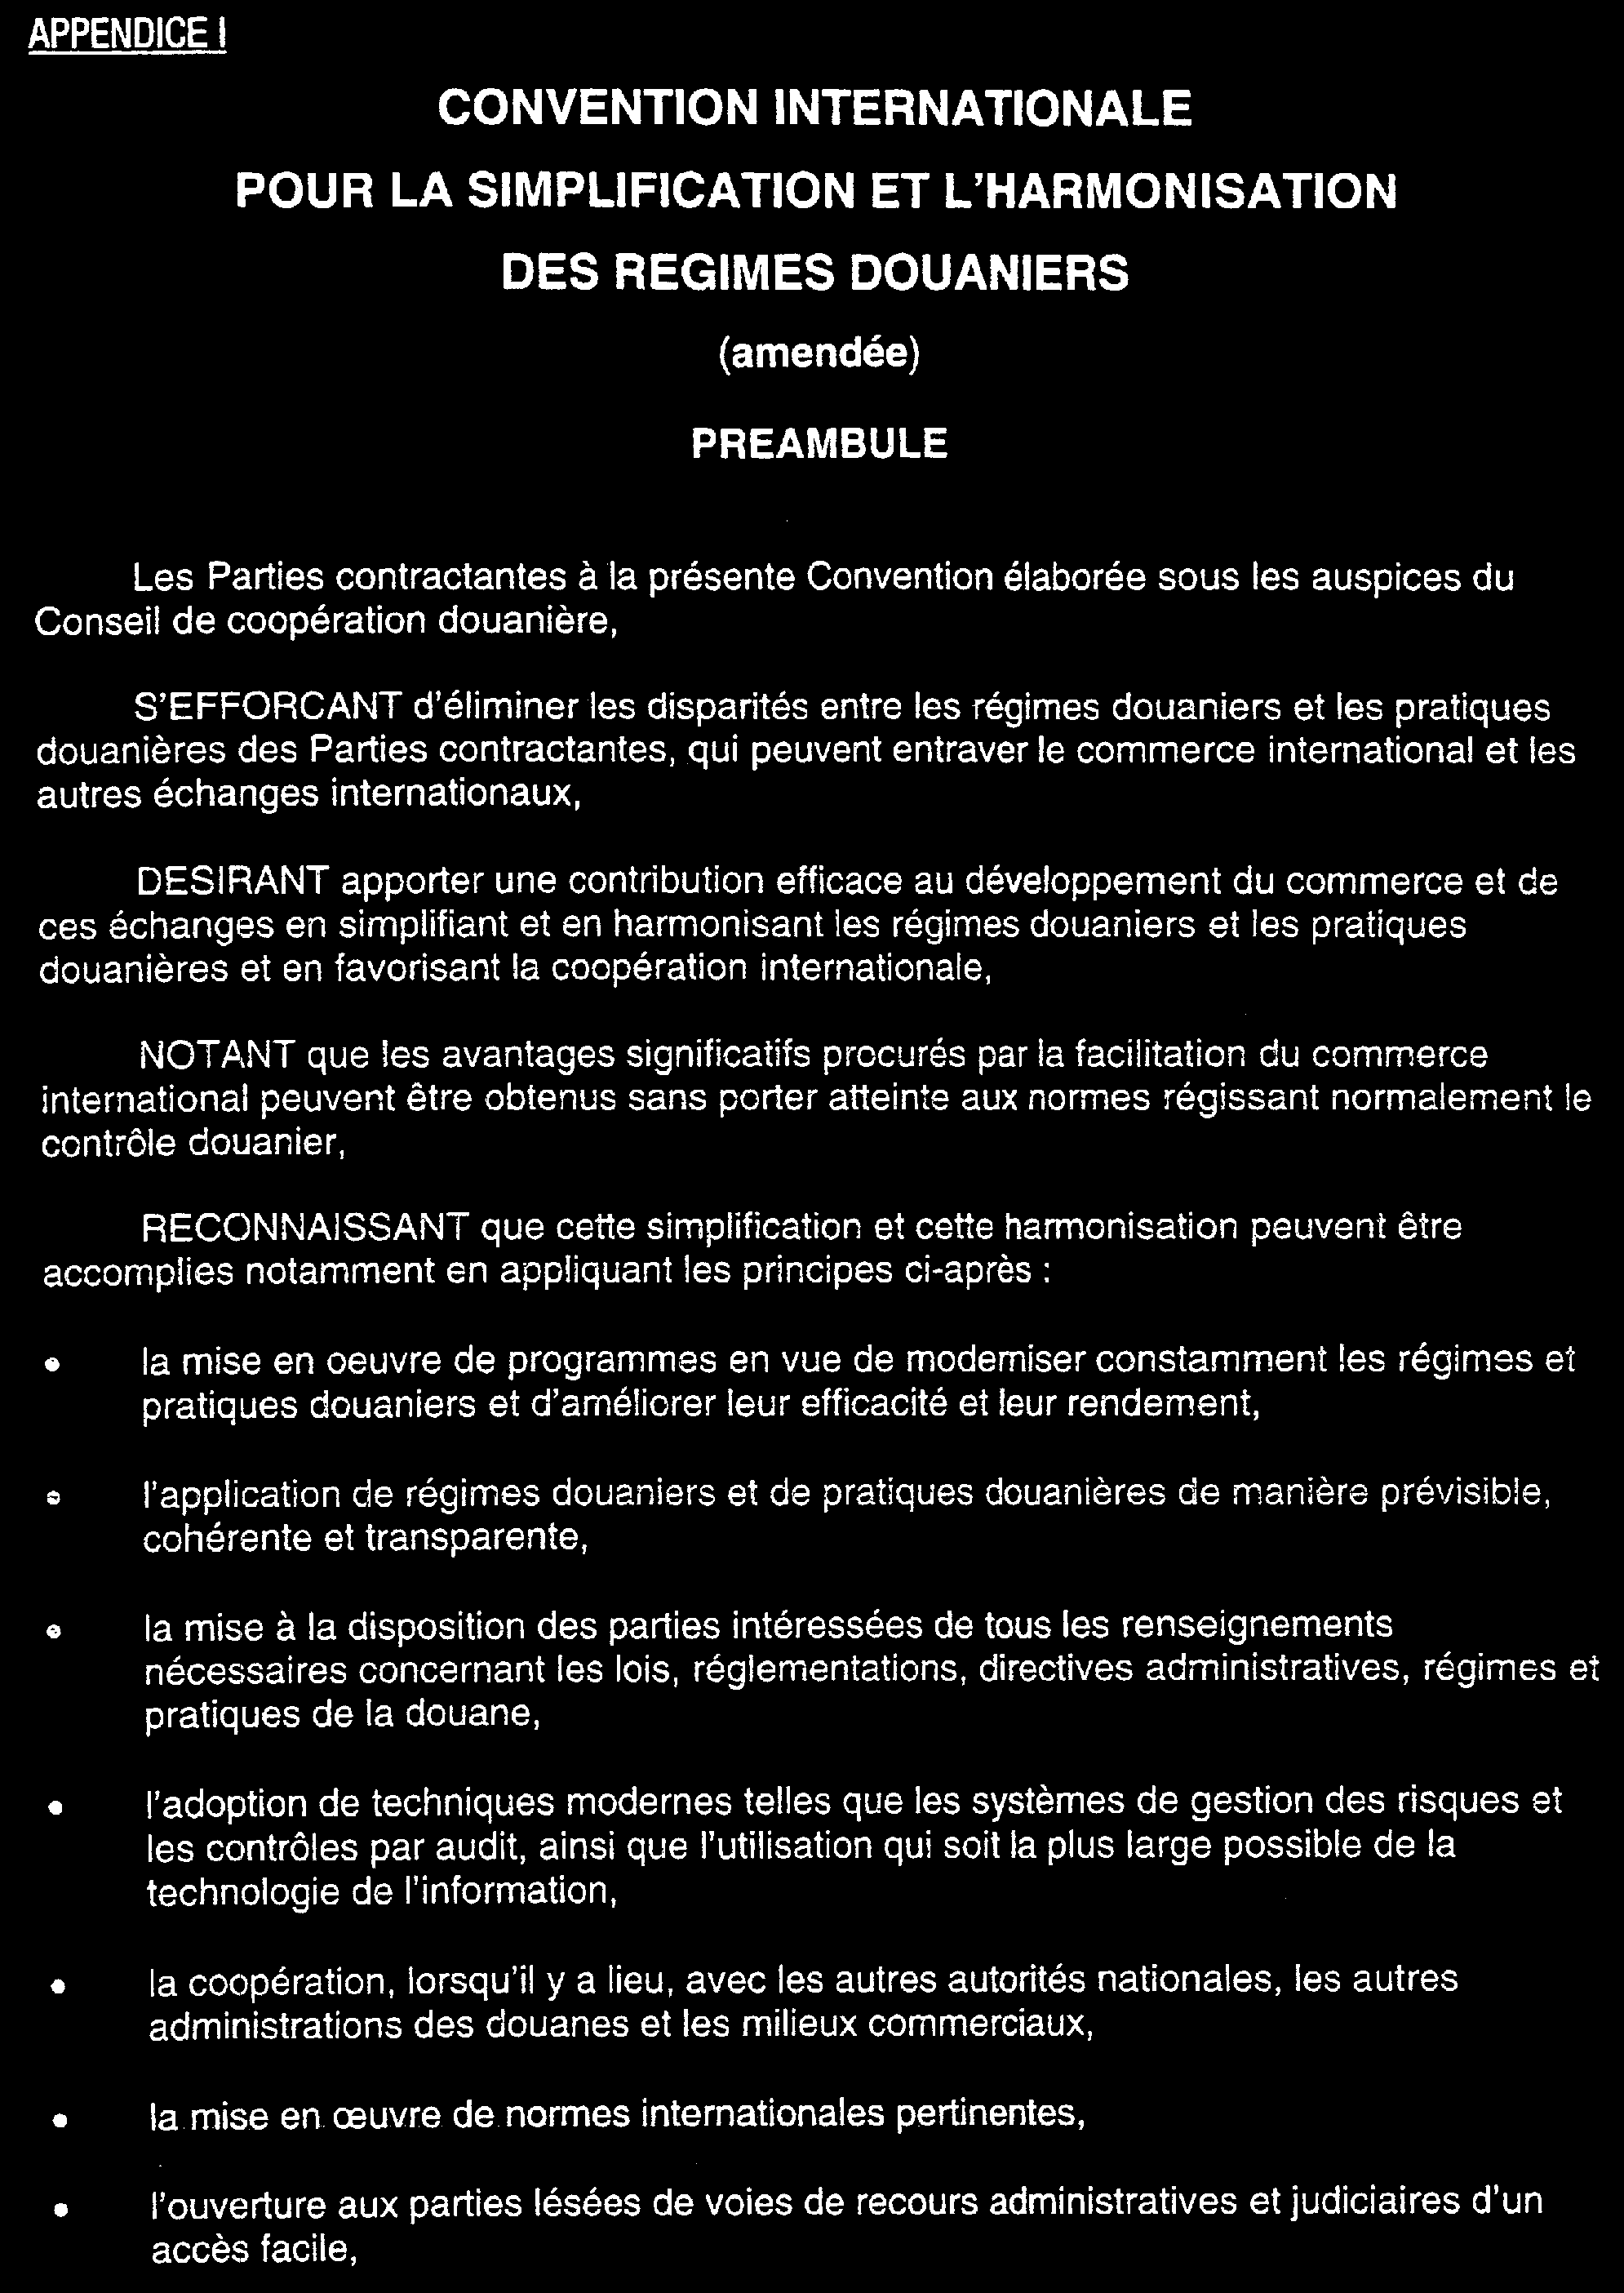 APPENDICE I
CONVENTION INTERNATIONALE
POUR LA SIMPLIFICATION ET L'HARMONISATION
DES REGIMES DOUANIERS
(amendée)
PREAMBULE
Les Parties contractantes à la présente Convention élaborée sous les auspices du
Conseil de coopération douanière,
S'EFFORCANT d'éliminer les disparités entre les régimes douaniers et les pratiques
douanières des Parties contractantes, qui peuvent entraver le commerce international et les
autres échanges internationaux,
DESIRANT apporter une contribution efficace au développement du commerce et de
ces échanges en simplifiant et en harmonisant les régimes douaniers et les pratiques
douanières et en favorisant la coopération internationale,
NOTANT que les avantages significatifs procurés par la facilitation du commerce
international peuvent être obtenus sans porter atteinte aux normes régissant normalement le
contrôle douanier,
RECONNAISSANT que cette simplification et cette harmonisation peuvent être
accomplies notamment en appliquant les principes ci-après :
• la mise en oeuvre de programmes en vue de moderniser constamment les régimes et
pratiques douaniers et d'améliorer leur efficacité et leur rendement,
• l'application de régimes douaniers et de pratiques douanières de manière prévisible,
cohérente et transparente,
• la mise à la disposition des parties intéressées de tous les renseignements
nécessaires concernant les lois, réglementations, directives administratives, régimes et
pratiques de la douane,
• l'adoption de techniques modernes telles que les systèmes de gestion des risques et
les contrôles par audit, ainsi que l'utilisation qui soit la plus large possible de la
technologie de l'information,
• la coopération, lorsqu'il y a lieu, avec les autres autorités nationales, les autres
administrations des douanes et les milieux commerciaux,
• la mise en œuvre de normes internationales pertinentes,
• l'ouverture aux parties lésées de voies de recours administratives et judiciaires d'un
accès facile,